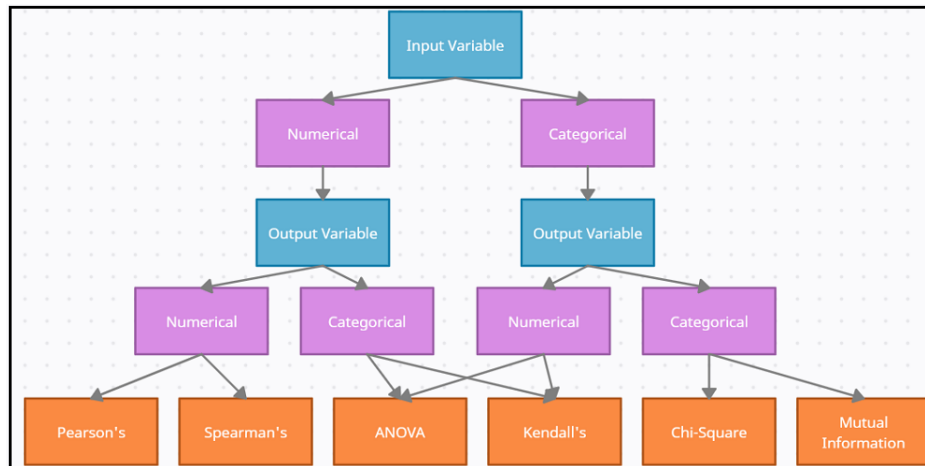 Input Variable
Numerical
Categorical
Output Variable
Output Variable
Numerical
Categorical
Numerical
Categorical
Pearson's
Spearman's
ANOVA
Kendall's
Chi-Square
Mutual
Information